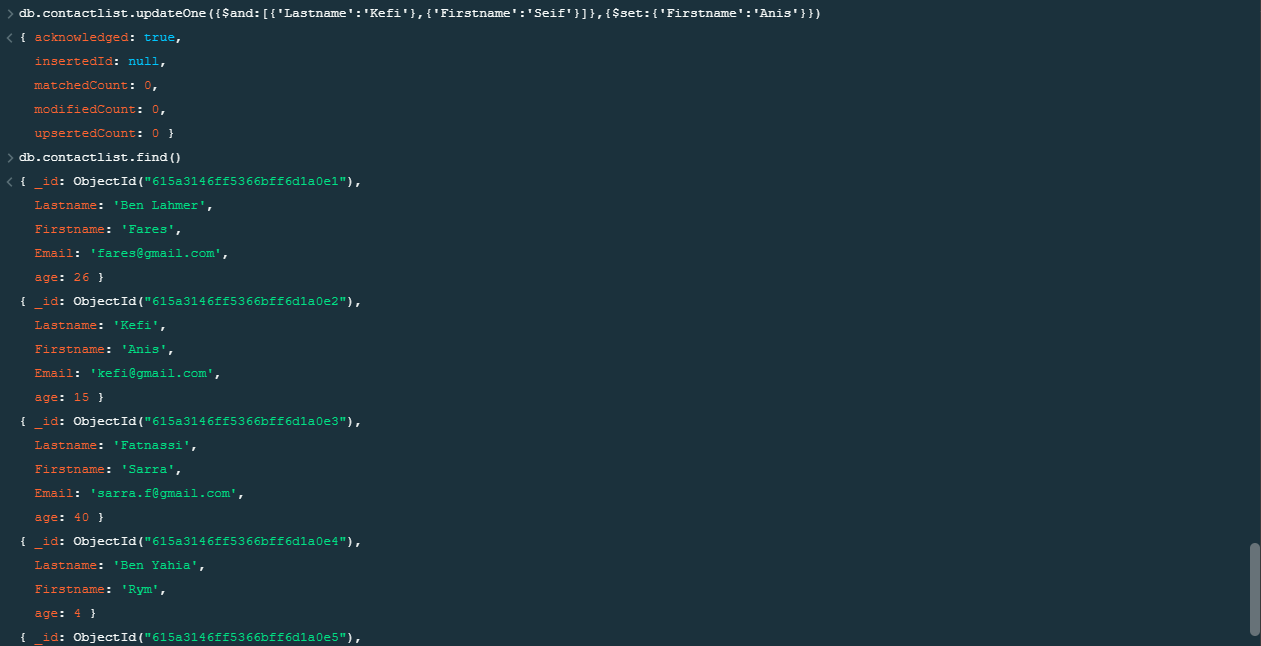 > db.contactlist.updateOne({$and:[{'Lastname':'Kefi'},{'Firstname':'Seif'}]},{$set:{'Firstname':'Anis'}})
< { acknowledged: true,
insertedId: null,
matchedCount: 0,
modifiedCount: 0,
upsertedCount: 0 }
> db.contactlist.find()
< { _id: ObjectId("615a3146ff5366bff6d1a0e1"),
Lastname: 'Ben Lahmer',
Firstname: 'Fares',
Email: 'fares@gmail.com',
age: 26 }
{ _id: ObjectId("615a3146ff5366bff6d1a0e2"),
Lastname: 'Kefi',
Firstname: 'Anis',
Email: 'kefi@gmail.com',
age: 15 }
{ _id: ObjectId("615a3146ff5366bff6d1a0e3"),
Lastname: 'Fatnassi',
Firstname: 'Sarra',
Email: 'sarra.f@gmail.com',
age: 40 }
{ _id: ObjectId("615a3146ff5366bff6d1a0e4"),
Lastname: 'Ben Yahia',
Firstname: 'Rym',
age: 4 }
{ _id: ObjectId("615a3146ff5366bff6d1a0e5"),